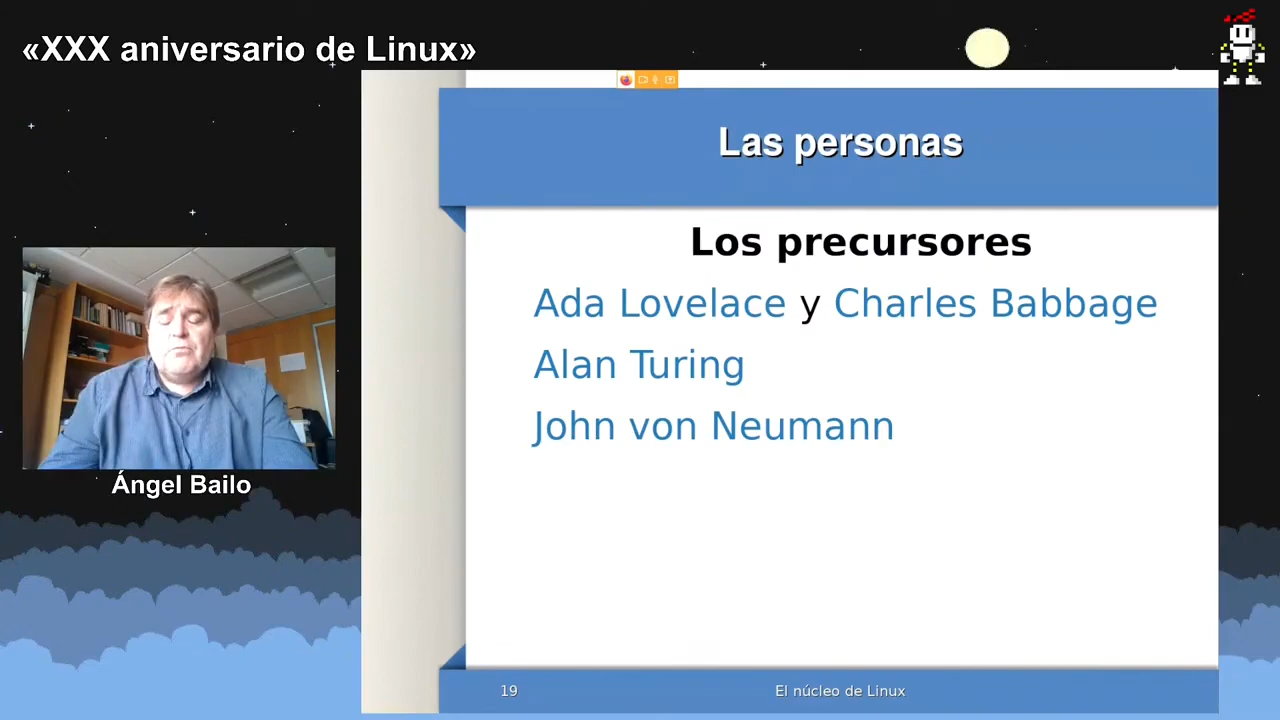 «XXX aniversario de Linux»
Las personas
Los precursores
Ada Lovelace y Charles Babbage
Alan Turing
John von Neumann
Ángel Bailo
19
El núcleo de Linux